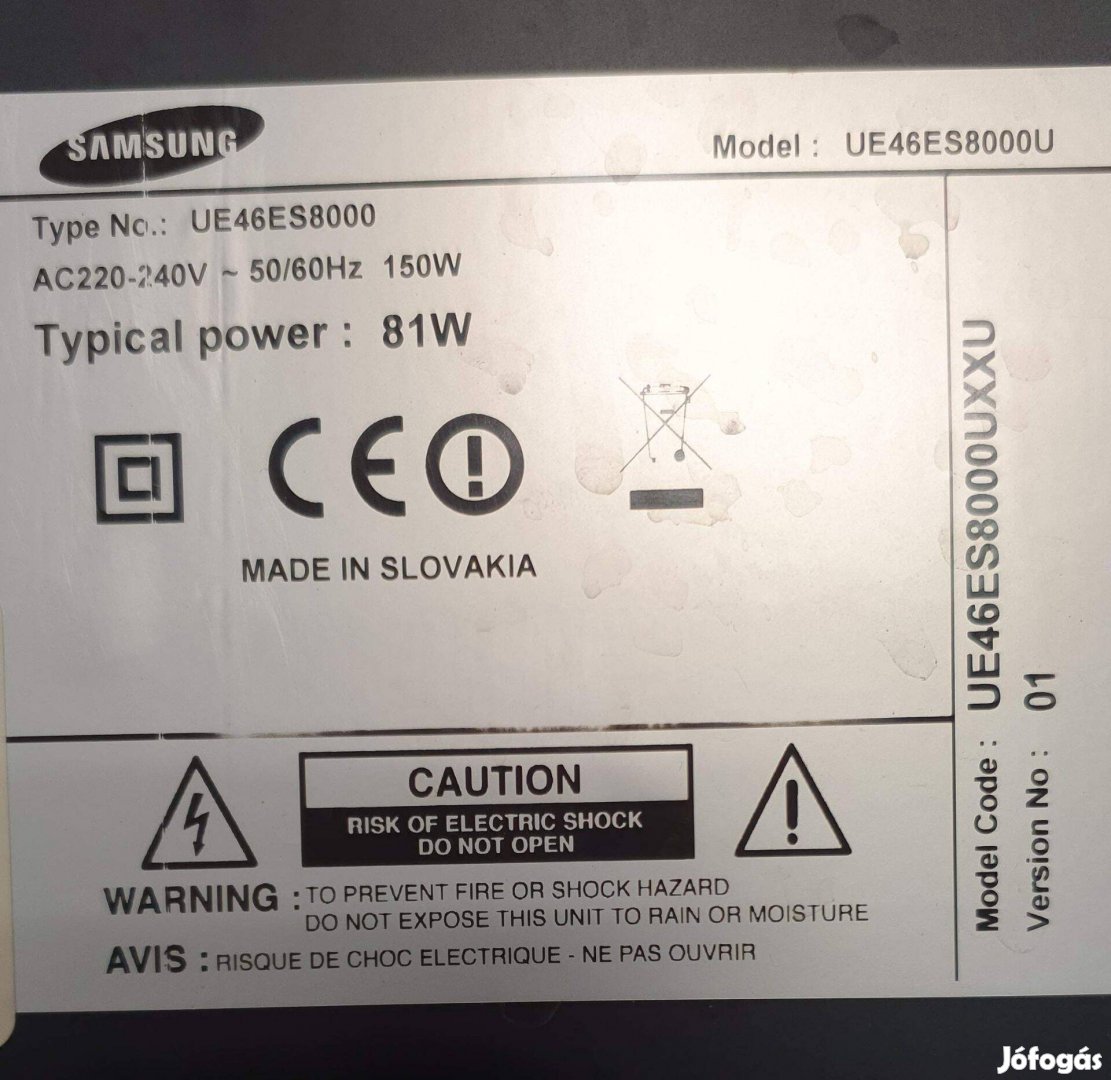 SAMSUNG
Model : UE46ES8000U
Type No.: UE46ES8000
AC220-240V ~ 50/60Hz 150W
Typical power : 81W
CE
MADE IN SLOVAKIA
Model Code : UE46ES8000UXXU
Version No : 01
CAUTION
RISK OF ELECTRIC SHOCK
DO NOT OPEN
WARNING : TO PREVENT FIRE OR SHOCK HAZARD
DO NOT EXPOSE THIS UNIT TO RAIN OR MOISTURE
AVIS : RISQUE DE CHOC ELECTRIQUE - NE PAS OUVRIR
Jófogás